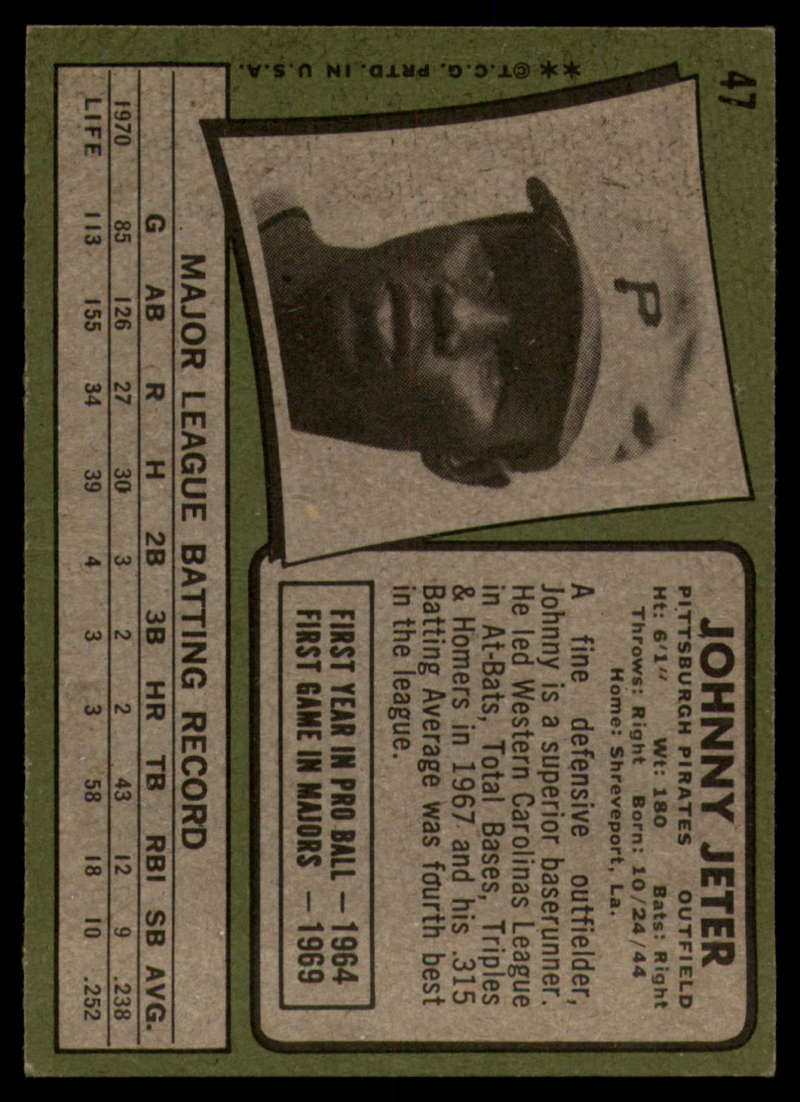 47
**©T.C.G. PRTD. IN U.S.A.
P
JOHNNY JETER
PITTSBURGH PIRATES OUTFIELD
Ht: 6'1" Wt: 180 Bats: Right
Throws: Right Born: 10/24/44
Home: Shreveport, La.
A fine defensive outfielder,
Johnny is a superior baserunner.
He led Western Carolinas League
in At-Bats, Total Bases, Triples
& Homers in 1967 and his .315
Batting Average was fourth best
in the league.
FIRST YEAR IN PRO BALL — 1964
FIRST GAME IN MAJORS — 1969
MAJOR LEAGUE BATTING RECORD
G AB R H 2B 3B HR TB RBI SB AVG.
1970 85 126 27 30 3 2 2 43 12 9 .238
LIFE 113 155 34 39 4 3 3 58 18 10 .252